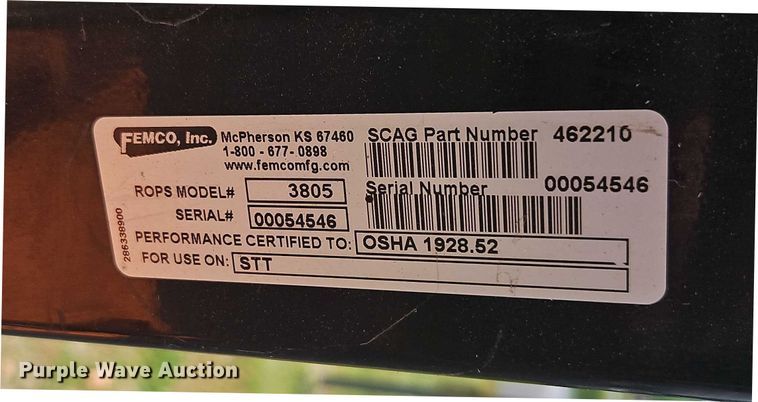 FEMCO, Inc.
McPherson KS 67460
1-800 - 677- 0898
www.femcomfg.com
SCAG Part Number 462210
Serial Number 00054546
ROPS MODEL# 3805
SERIAL# 00054546
PERFORMANCE CERTIFIED TO: OSHA 1928.52
FOR USE ON: STT
286338900
Purple Wave Auction